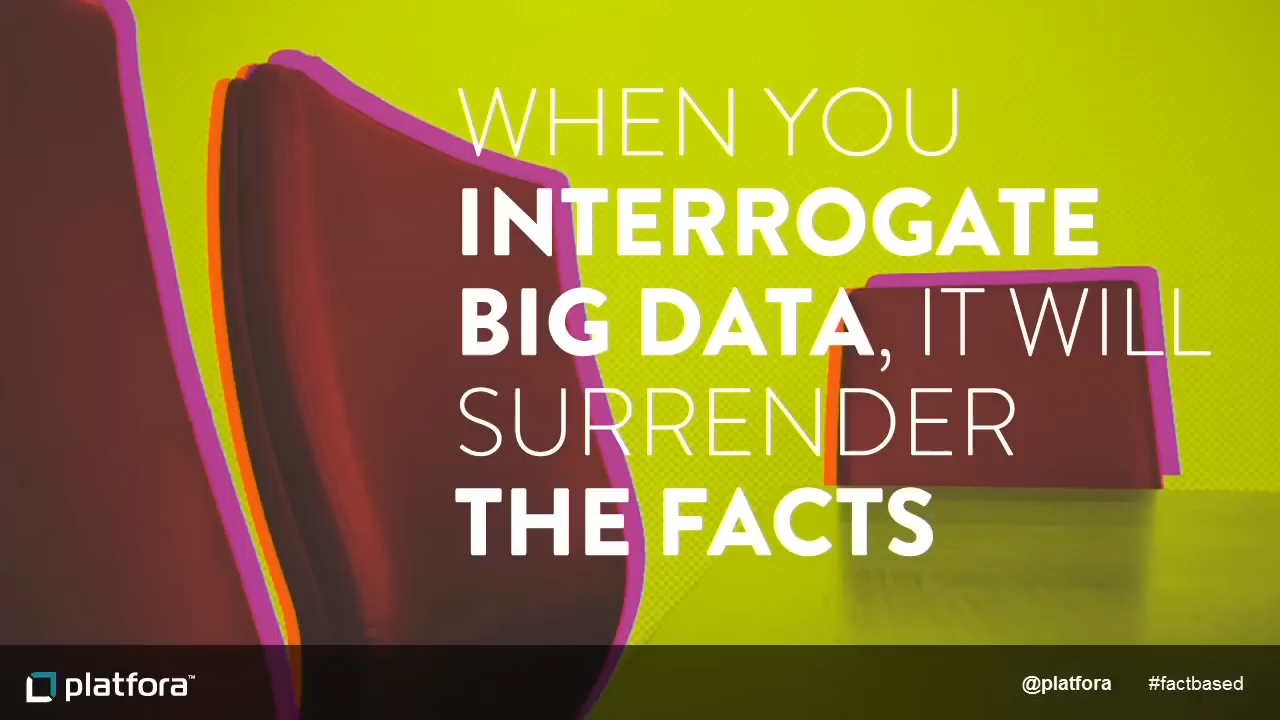 WHEN YOU
INTERROGATE
BIG DATA, IT WILL
SURRENDER
THE FACTS
platfora™
@platfora #factbased